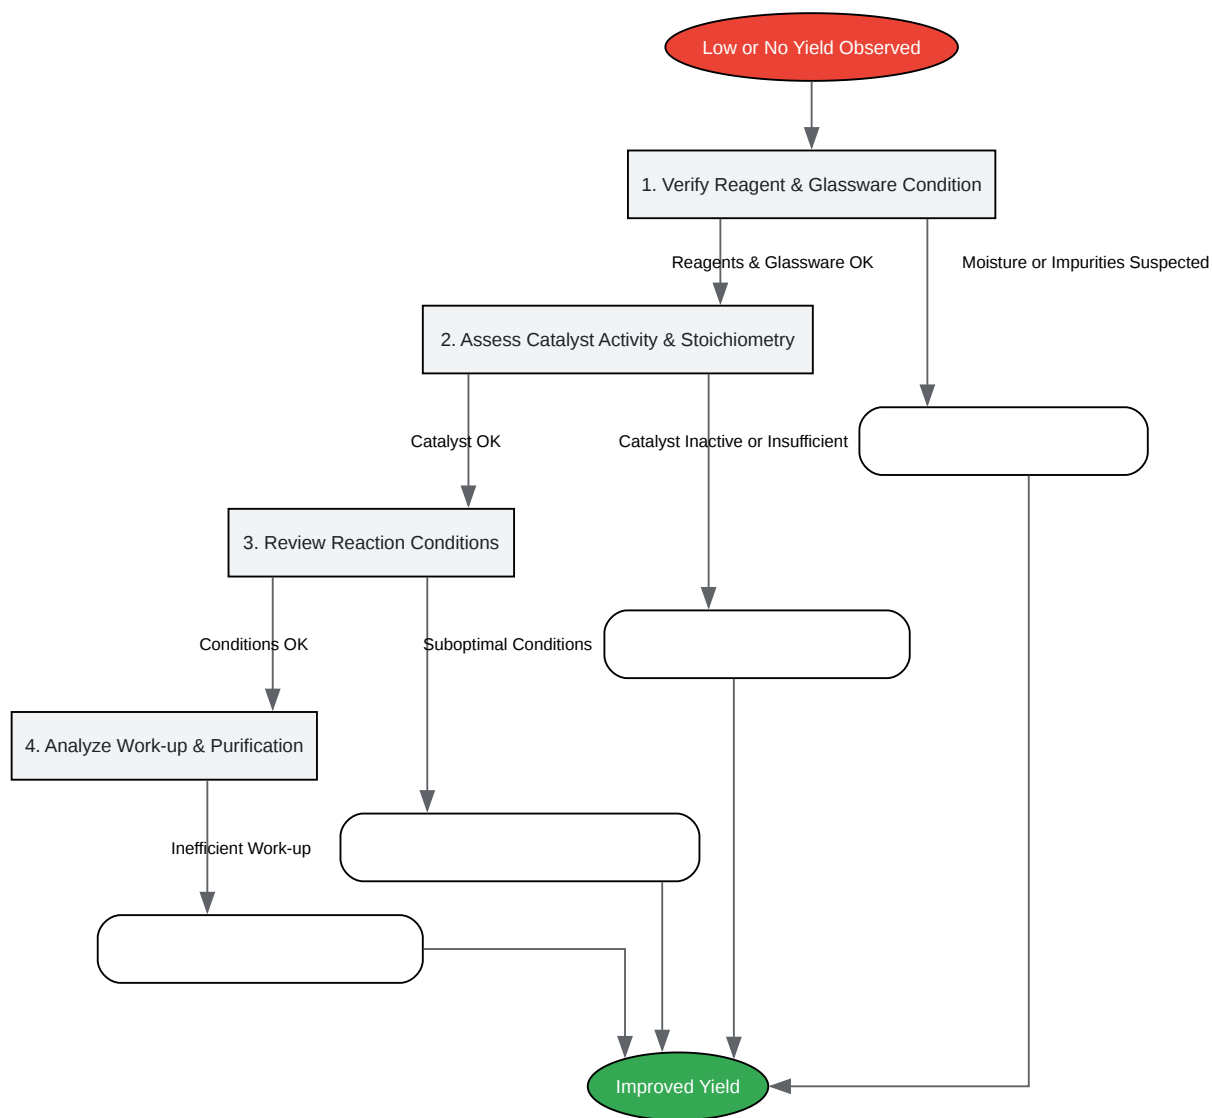 Low or No Yield Observed
1. Verify Reagent & Glassware Condition
Reagents & Glassware OK
Moisture or Impurities Suspected
2. Assess Catalyst Activity & Stoichiometry
Catalyst OK
Catalyst Inactive or Insufficient
3. Review Reaction Conditions
Conditions OK
Suboptimal Conditions
4. Analyze Work-up & Purification
Inefficient Work-up
Improved Yield